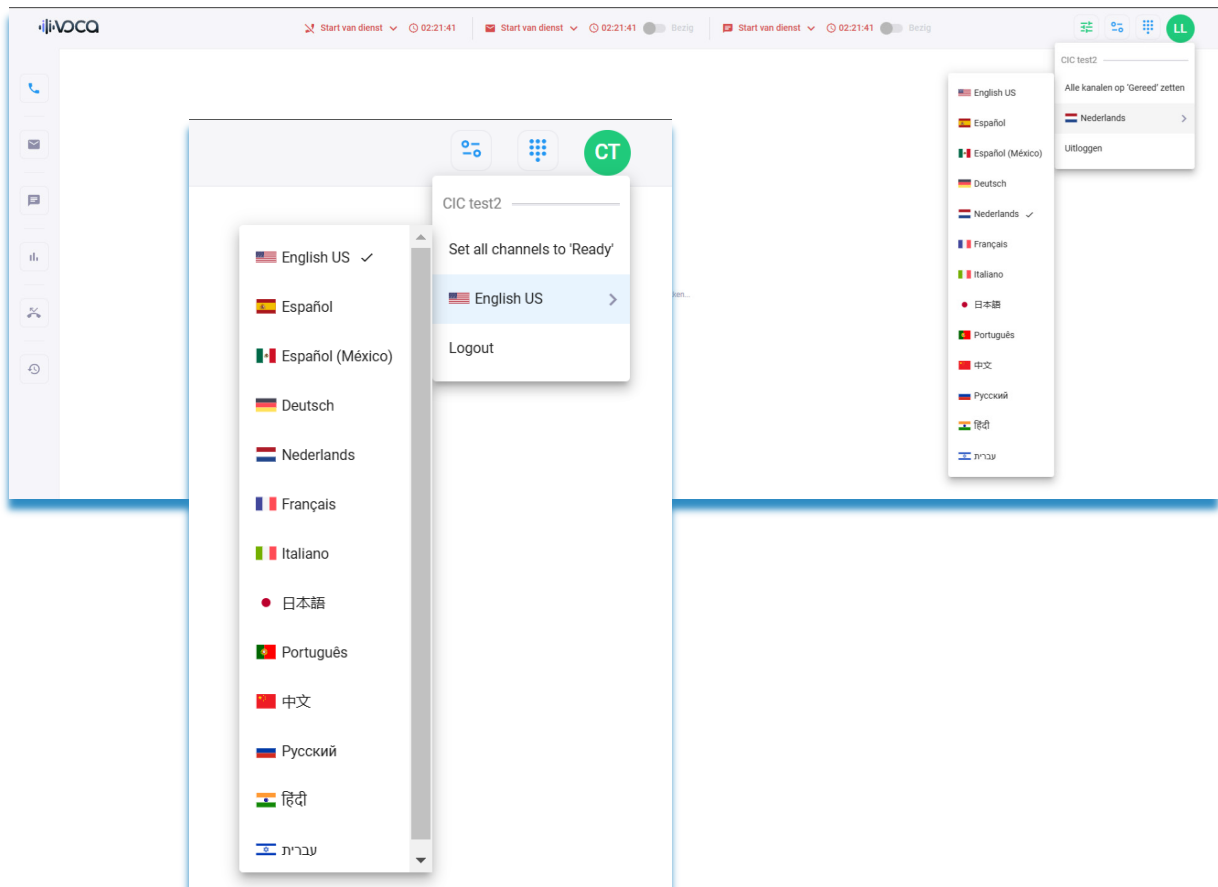 VOCA
Start van dienst 02:21:41 Start van dienst 02:21:41 Bezig Start van dienst 02:21:41 Bezig LL
CIC test2
Alle kanalen op 'Gereed' zetten
Nederlands
Uitloggen
English US
Español
Español (México)
Deutsch
Nederlands
Français
Italiano
日本語
Português
中文
Русский
हिंदी
עברית
ken...
CT
CIC test2
Set all channels to 'Ready'
English US
Logout
English US
Español
Español (México)
Deutsch
Nederlands
Français
Italiano
日本語
Português
中文
Русский
हिंदी
עברית